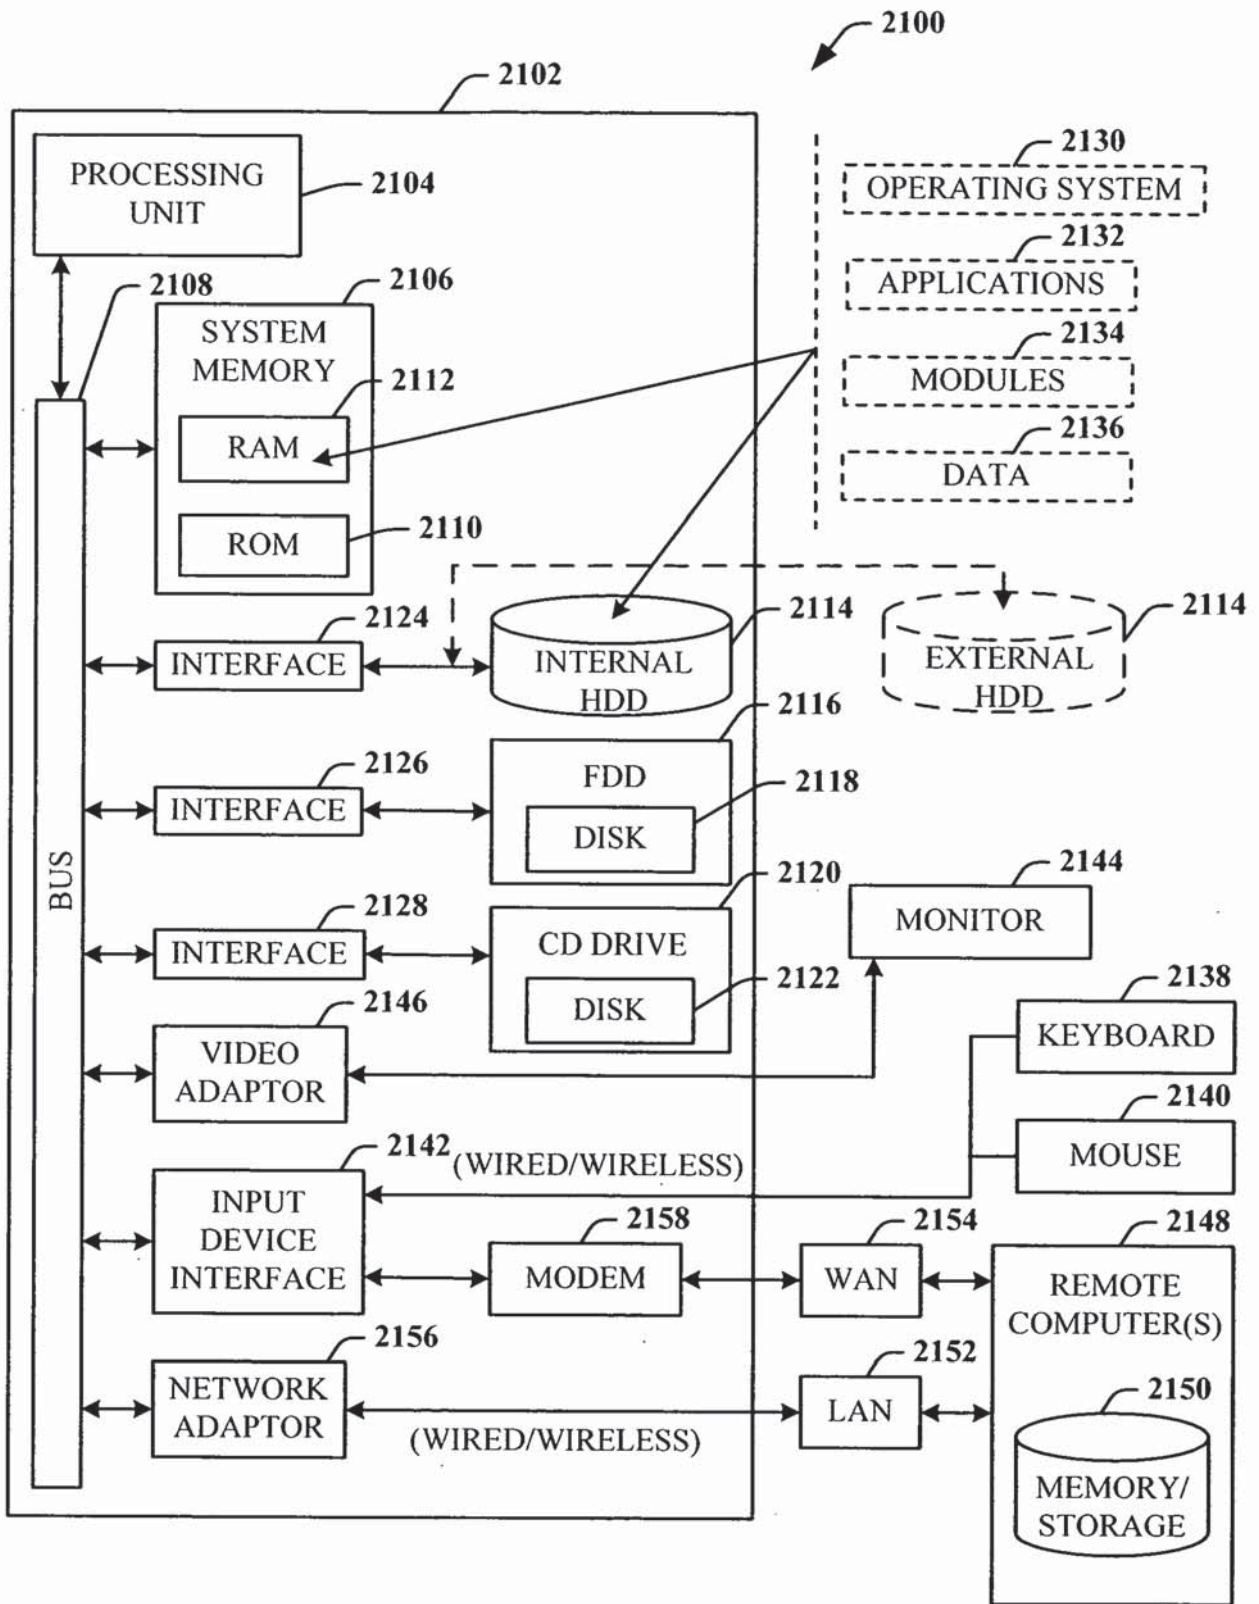 2100
2102
PROCESSING
UNIT
2104
2130
OPERATING SYSTEM
2132
APPLICATIONS
2134
MODULES
2136
DATA
2108
2106
SYSTEM
MEMORY
2112
RAM
2110
ROM
2124
INTERFACE
2114
INTERNAL
HDD
2114
EXTERNAL
HDD
2126
INTERFACE
2116
FDD
2118
DISK
BUS
2128
INTERFACE
2120
CD DRIVE
2122
DISK
2144
MONITOR
2146
VIDEO
ADAPTOR
2138
KEYBOARD
2140
MOUSE
2142
(WIRED/WIRELESS)
INPUT
DEVICE
INTERFACE
2158
MODEM
2154
WAN
2148
REMOTE
COMPUTER(S)
2156
NETWORK
ADAPTOR
(WIRED/WIRELESS)
2152
LAN
2150
MEMORY/
STORAGE